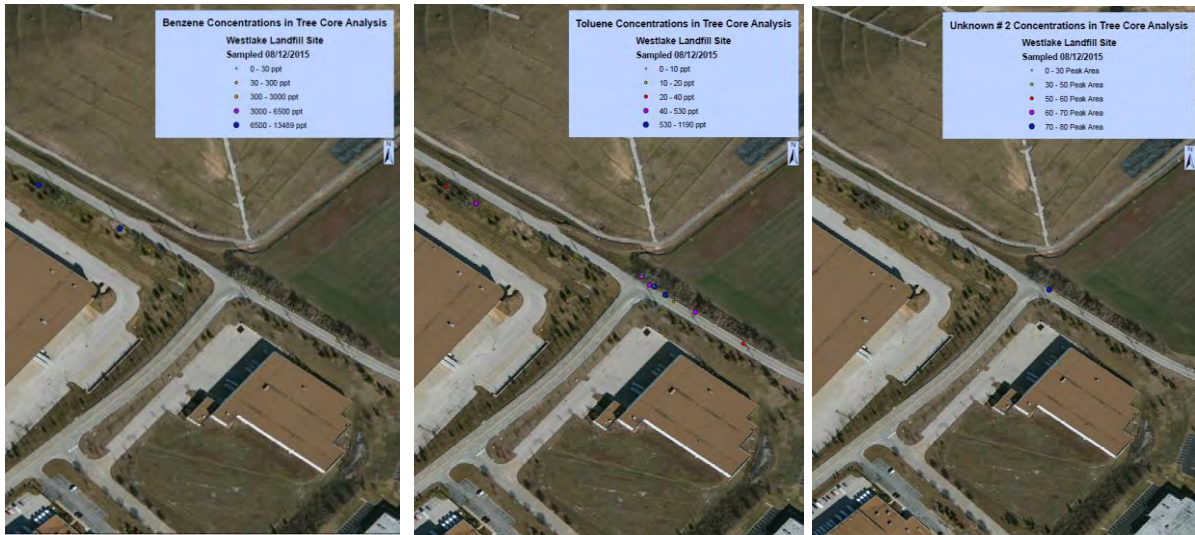 Benzene Concentrations in Tree Core Analysis
Westlake Landfill Site
Sampled 08/12/2015
0 - 30 ppt
30 - 300 ppt
300 - 3000 ppt
3000 - 6500 ppt
6500 - 13489 ppt
N
Toluene Concentrations in Tree Core Analysis
Westlake Landfill Site
Sampled 08/12/2015
0 - 10 ppt
10 - 20 ppt
20 - 40 ppt
40 - 530 ppt
530 - 1190 ppt
N
Unknown # 2 Concentrations in Tree Core Analysis
Westlake Landfill Site
Sampled 08/12/2015
0 - 30 Peak Area
30 - 50 Peak Area
50 - 60 Peak Area
60 - 70 Peak Area
70 - 80 Peak Area
N